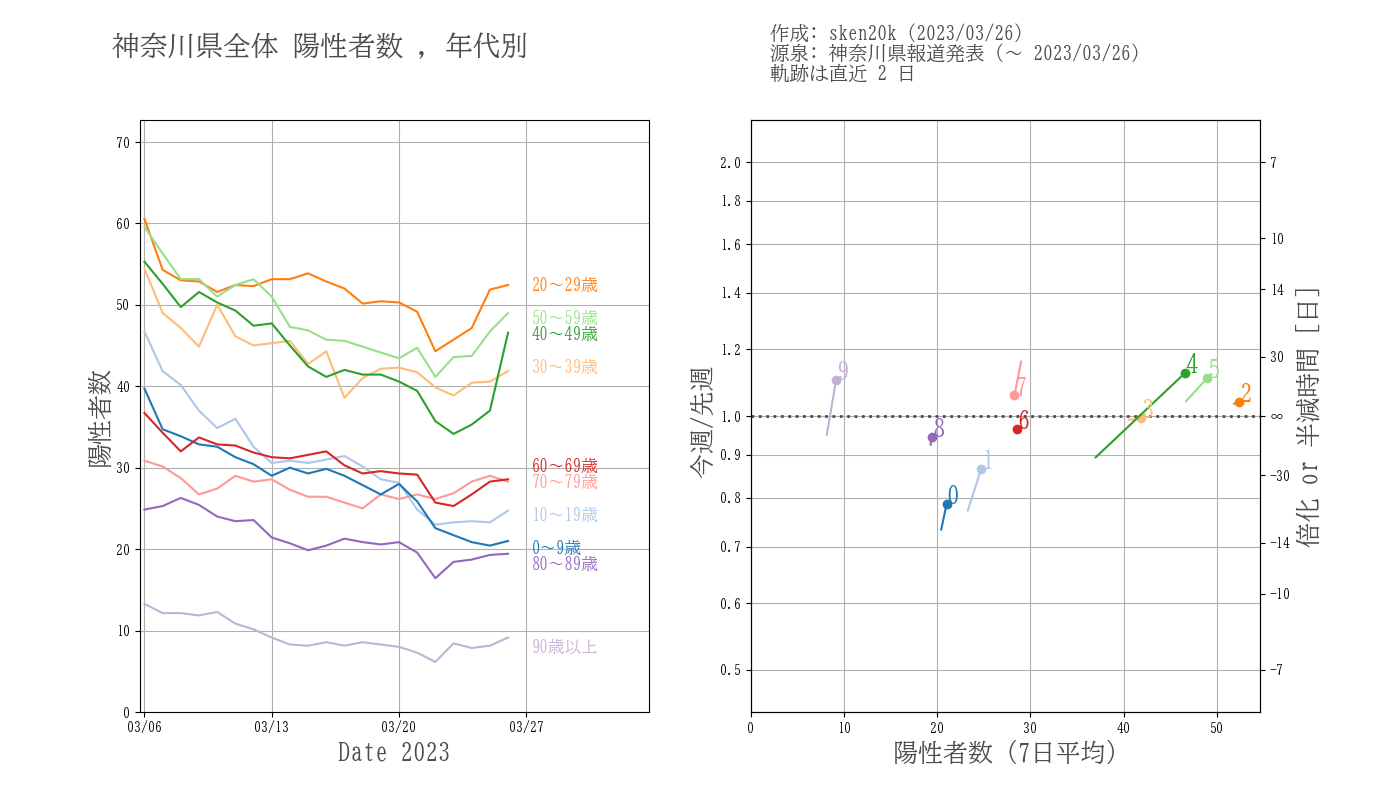 神奈川県全体 陽性者数 , 年代別
作成: sken20k (2023/03/26)
源泉: 神奈川県報道発表 (～ 2023/03/26)
軌跡は直近 2 日
陽性者数
70
60
50
40
30
20
10
0
20～29歳
50～59歳
40～49歳
30～39歳
60～69歳
70～79歳
10～19歳
0～9歳
80～89歳
90歳以上
03/06
03/13
03/20
03/27
Date 2023
今週/先週
2.0
1.8
1.6
1.4
1.2
1.0
0.9
0.8
0.7
0.6
0.5
9
7
4
5
2
3
6
8
1
0
7
10
14
30
∞
-30
-14
-10
-7
倍化 or 半減時間 [日]
0
10
20
30
40
50
陽性者数 (7日平均)